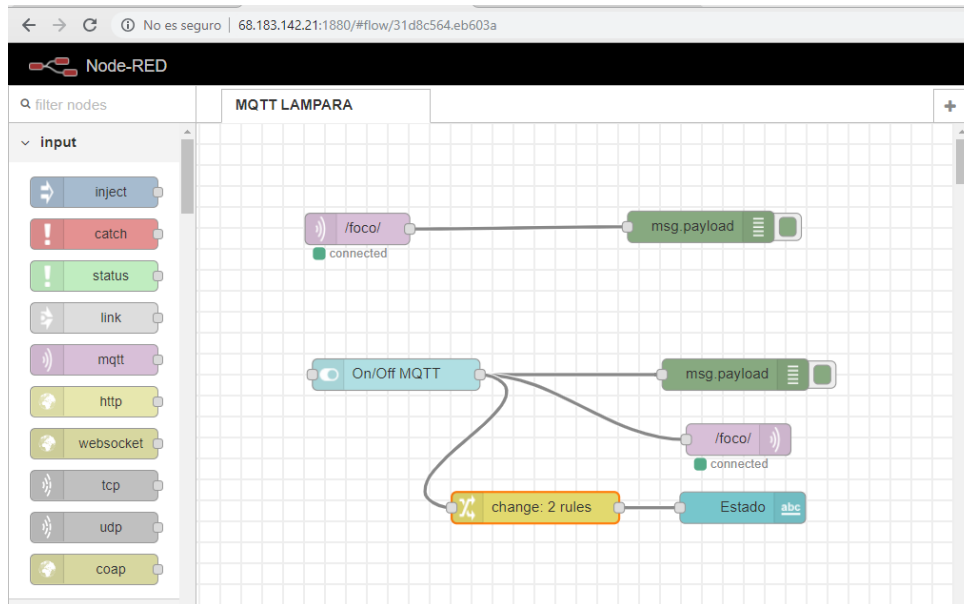 No es seguro | 68.183.142.21:1880/#flow/31d8c564.eb603a
Node-RED
filter nodes
MQTT LAMPARA
input
inject
catch
status
link
mqtt
http
websocket
tcp
udp
coap
/foco/
connected
msg.payload
On/Off MQTT
msg.payload
/foco/
connected
change: 2 rules
Estado
abc